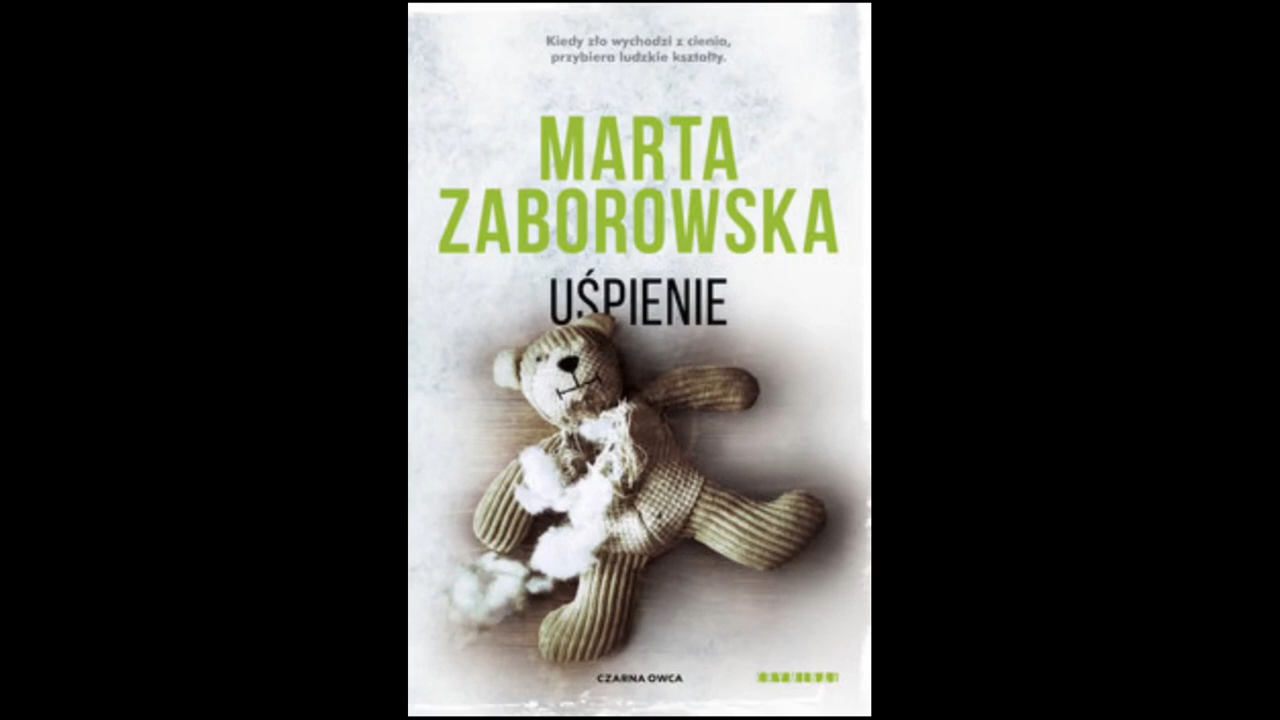 Kiedy zło wychodzi z cienia,
przybiera ludzkie kształty.
MARTA
ZABOROWSKA
UŚPIENIE
CZARNA OWCA